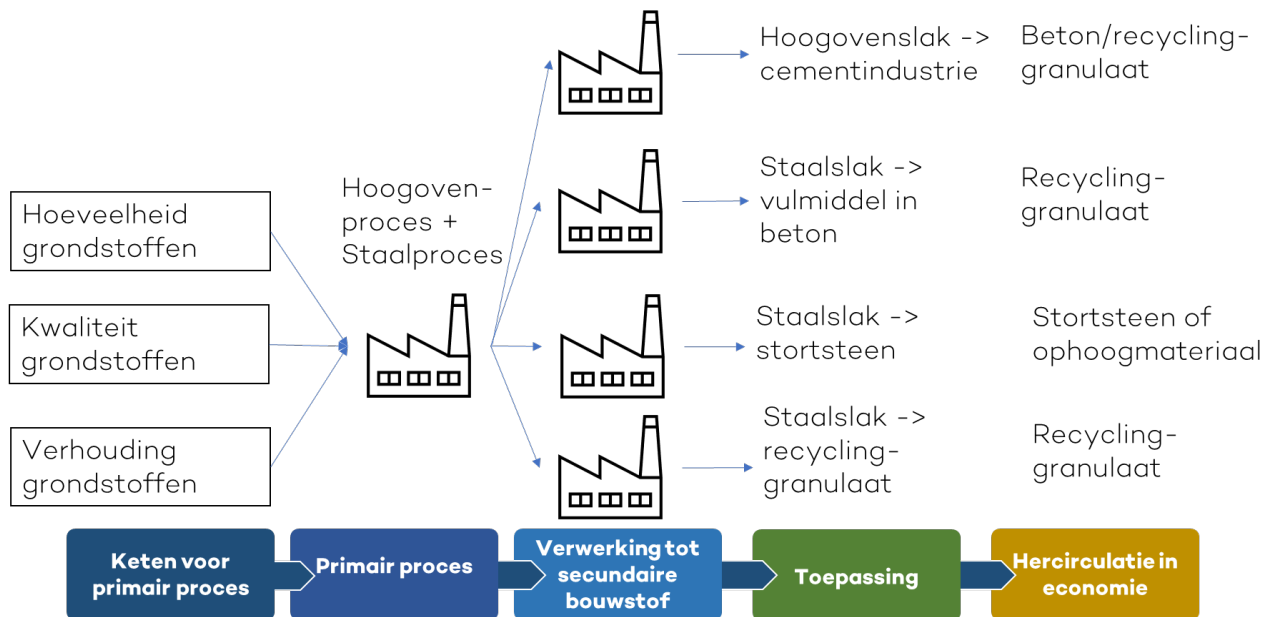 Hoeveelheid
grondstoffen
Kwaliteit
grondstoffen
Verhouding
grondstoffen
Hoogoven-
proces +
Staalproces
Hoogovenslak ->
cementindustrie
Beton/recycling-
granulaat
Staalslak ->
vulmiddel in
beton
Recycling-
granulaat
Staalslak ->
stortsteen
Stortsteen of
ophoogmateriaal
Staalslak ->
recycling-
granulaat
Recycling-
granulaat
Keten voor
primair proces
Primair proces
Verwerking tot
secundaire
bouwstof
Toepassing
Hercirculatie in
economie